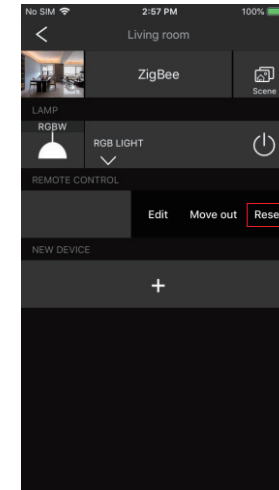 No SIM 2:57 PM 100%
Living room
ZigBee
Scene
LAMP
RGBW
RGB LIGHT
REMOTE CONTROL
Edit Move out Rese
NEW DEVICE
+